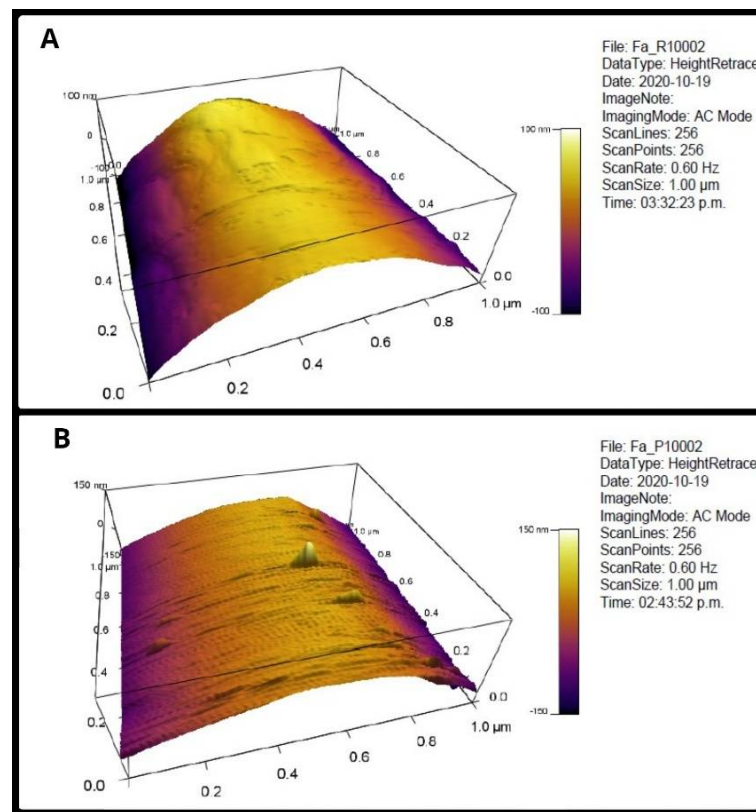 A
File: Fa_R10002
DataType: HeightRetrace
Date: 2020-10-19
ImageNote:
ImagingMode: AC Mode
ScanLines: 256
ScanPoints: 256
ScanRate: 0.60 Hz
ScanSize: 1.00 µm
Time: 03:32:23 p.m.
100 nm
0
1.0 µm
0.8
0.6
0.4
0.2
0.0
0.2
0.4
0.6
0.8
1.0 µm
0.0
0.2
0.4
0.6
0.8
1.0 µm
100 nm
-100
B
File: Fa_P10002
DataType: HeightRetrace
Date: 2020-10-19
ImageNote:
ImagingMode: AC Mode
ScanLines: 256
ScanPoints: 256
ScanRate: 0.60 Hz
ScanSize: 1.00 µm
Time: 02:43:52 p.m.
150 nm
0
1.0 µm
0.8
0.6
0.4
0.2
0.0
0.2
0.4
0.6
0.8
1.0 µm
0.0
0.2
0.4
0.6
0.8
1.0 µm
150 nm
-150